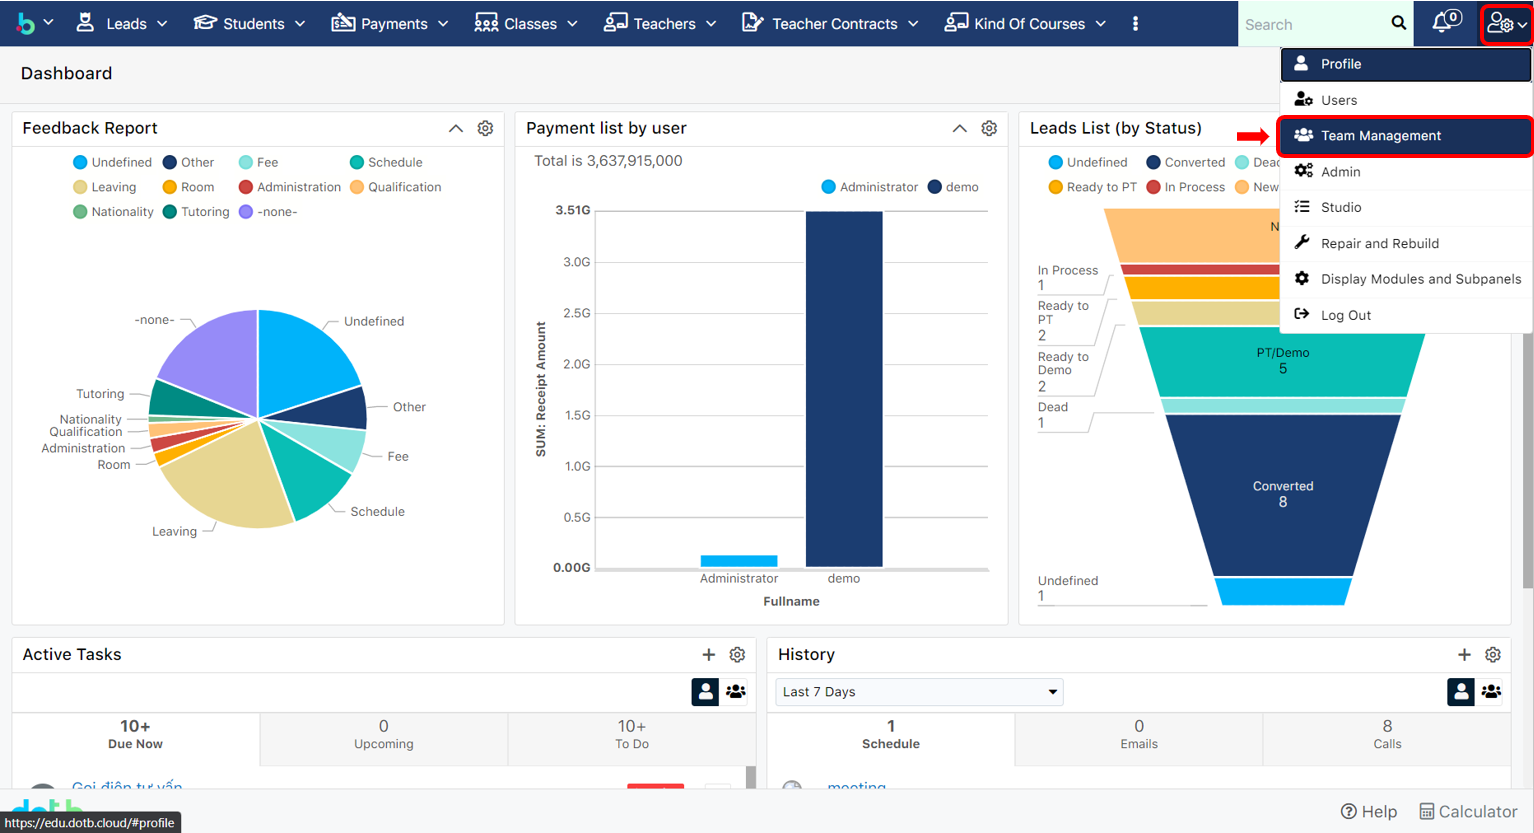 Leads
Students
Payments
Classes
Teachers
Teacher Contracts
Kind Of Courses
Search
0
Dashboard
Profile
Users
Team Management
Admin
Studio
Repair and Rebuild
Display Modules and Subpanels
Log Out
Feedback Report
Undefined Other Fee Schedule
Leaving Room Administration Qualification
Nationality Tutoring -none-
-none-
Undefined
Tutoring
Other
Nationality
Qualification
Administration
Fee
Room
Schedule
Leaving
Payment list by user
Total is 3,637,915,000
Administrator demo
3.51G
3.0G
2.5G
2.0G
1.5G
1.0G
0.5G
0.00G
SUM: Receipt Amount
Administrator demo
Fullname
Leads List (by Status)
Undefined Converted Dead
Ready to PT In Process New
N
In Process
1
Ready to
PT
2
Ready to
Demo
2
PT/Demo
5
Dead
1
Converted
8
Undefined
1
Active Tasks
10+
Due Now
0
Upcoming
10+
To Do
Gọi điện tư vấn
History
Last 7 Days
1
Schedule
0
Emails
8
Calls
meeting
dotb
https://edu.dotb.cloud/#profile
Help
Calculator